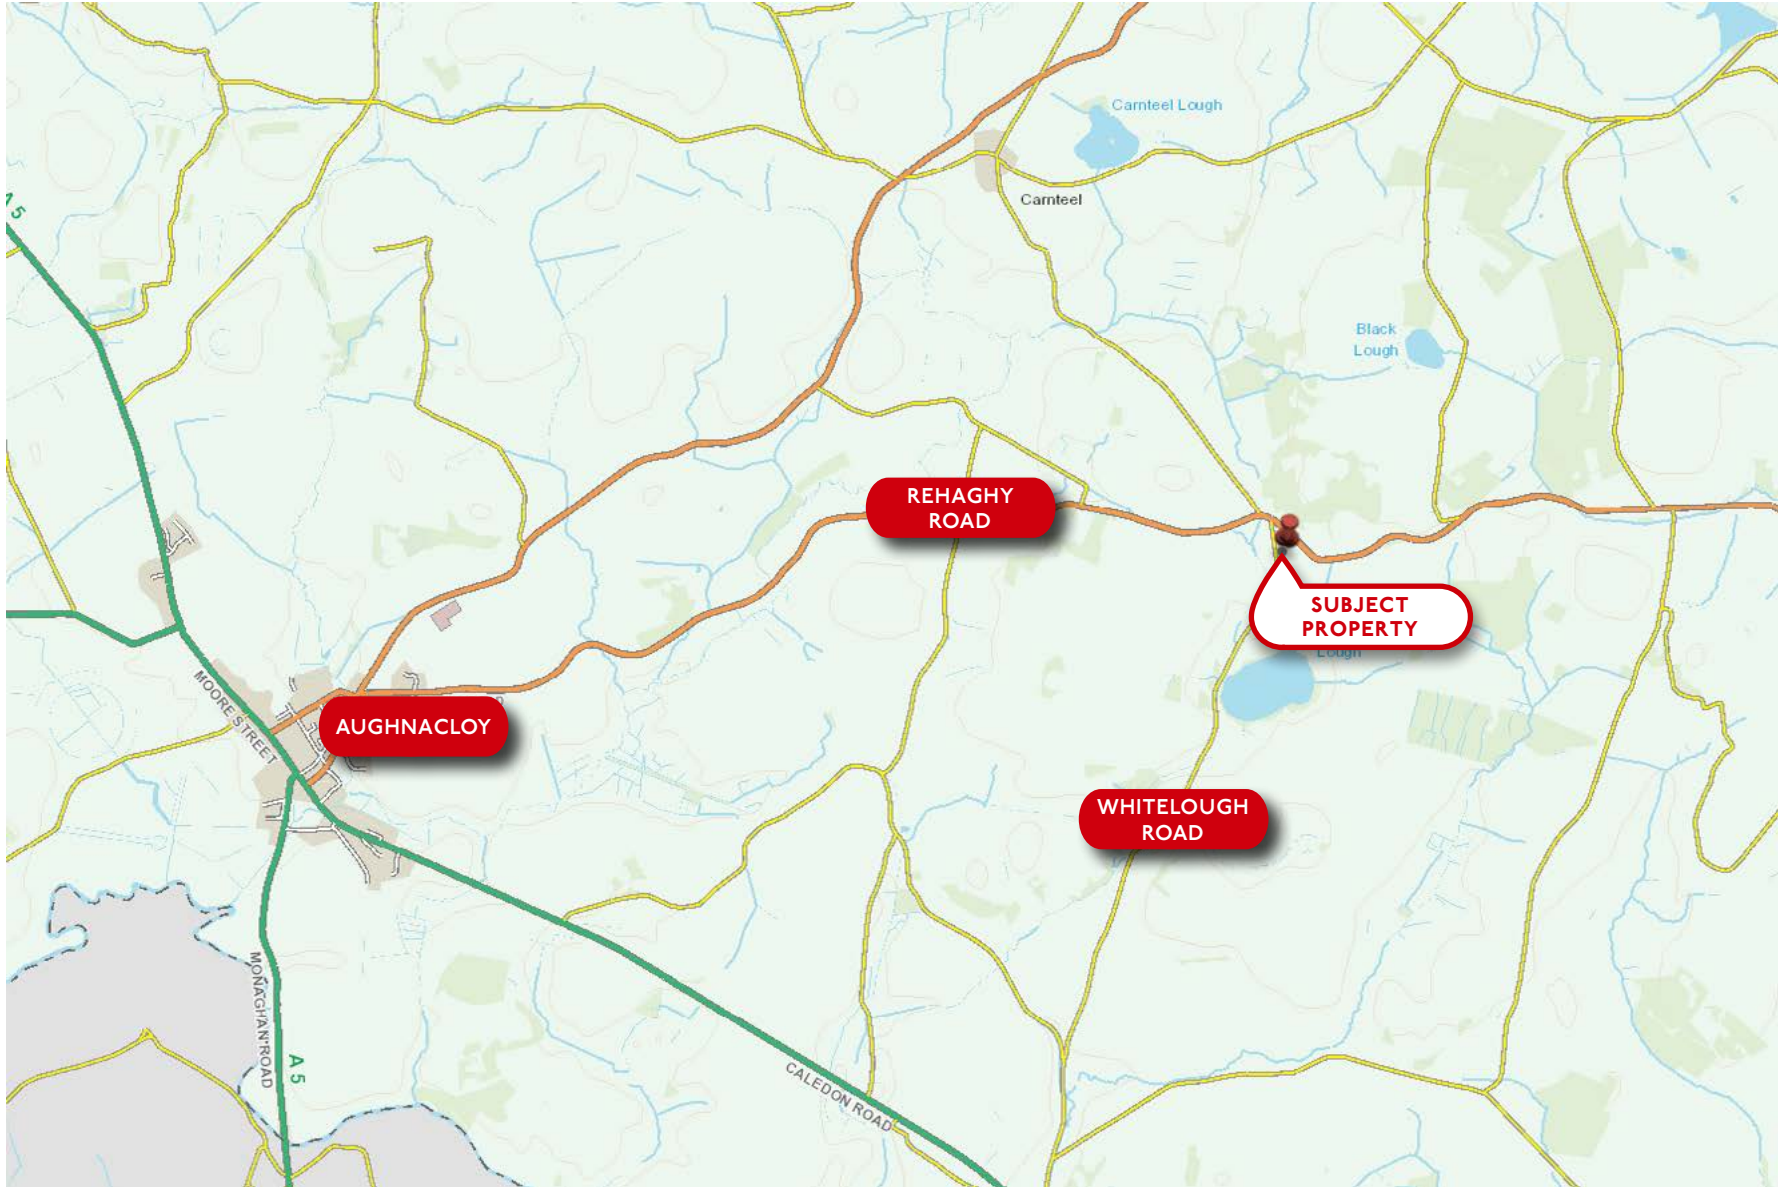 Carnteel Lough
A 5
Carnteel
Black
Lough
REHAGHY
ROAD
SUBJECT
PROPERTY
Lough
MOORE STREET
AUGHNACLOY
WHITELOUGH
ROAD
MONAGHAN ROAD
A 5
CALEDON ROAD